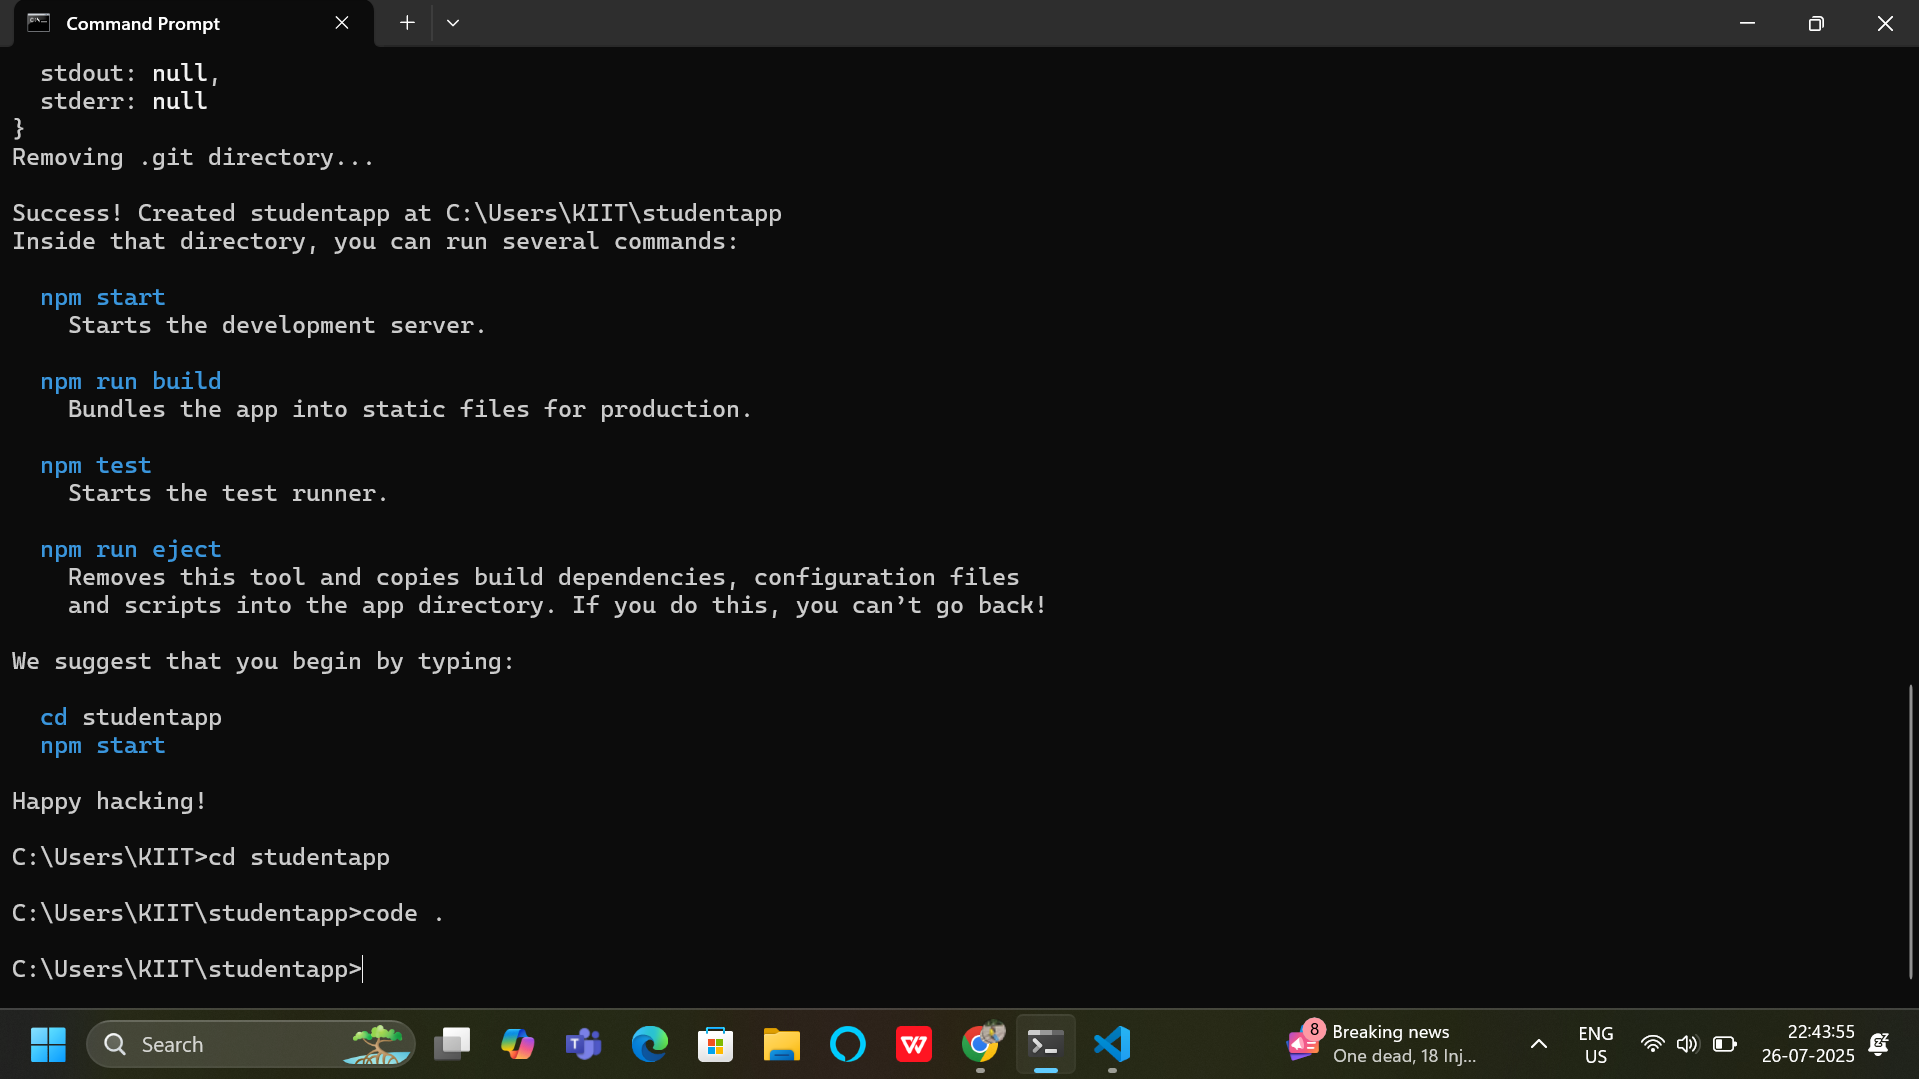 Command Prompt
stdout: null,
stderr: null
}
Removing .git directory...
Success! Created studentapp at C:\Users\KIIT\studentapp
Inside that directory, you can run several commands:
npm start
Starts the development server.
npm run build
Bundles the app into static files for production.
npm test
Starts the test runner.
npm run eject
Removes this tool and copies build dependencies, configuration files
and scripts into the app directory. If you do this, you can’t go back!
We suggest that you begin by typing:
cd studentapp
npm start
Happy hacking!
C:\Users\KIIT>cd studentapp
C:\Users\KIIT\studentapp>code .
C:\Users\KIIT\studentapp>
Search
8
Breaking news
One dead, 18 Inj...
ENG
US
22:43:55
26-07-2025